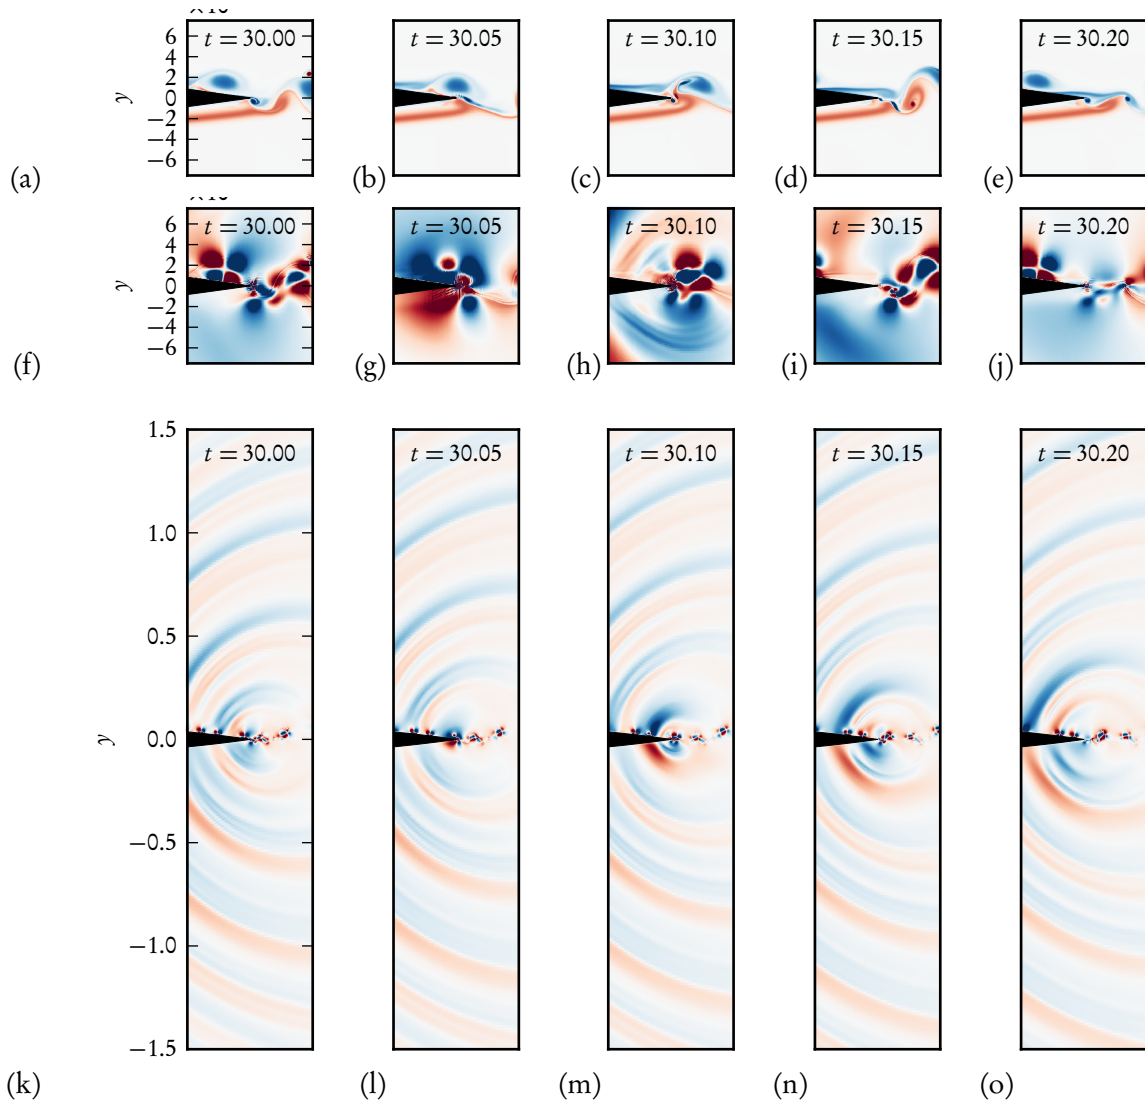 t = 30.00 t = 30.05 t = 30.10 t = 30.15 t = 30.20
6
4
2
0
−2
−4
−6
y
(a) (b) (c) (d) (e)
t = 30.00 t = 30.05 t = 30.10 t = 30.15 t = 30.20
6
4
2
0
−2
−4
−6
y
(f) (g) (h) (i) (j)
t = 30.00 t = 30.05 t = 30.10 t = 30.15 t = 30.20
1.5
1.0
0.5
0.0
−0.5
−1.0
−1.5
y
(k) (l) (m) (n) (o)